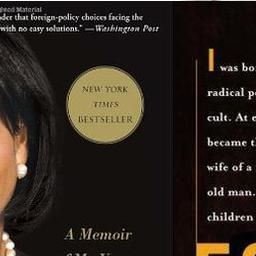 der that foreign-policy choices facing the
with no easy solutions." —Washington Post
NEW YORK
TIMES
BESTSELLER
A Memoir
I was bor
radical p
cult. At e
became t
wife of a
old man.
children